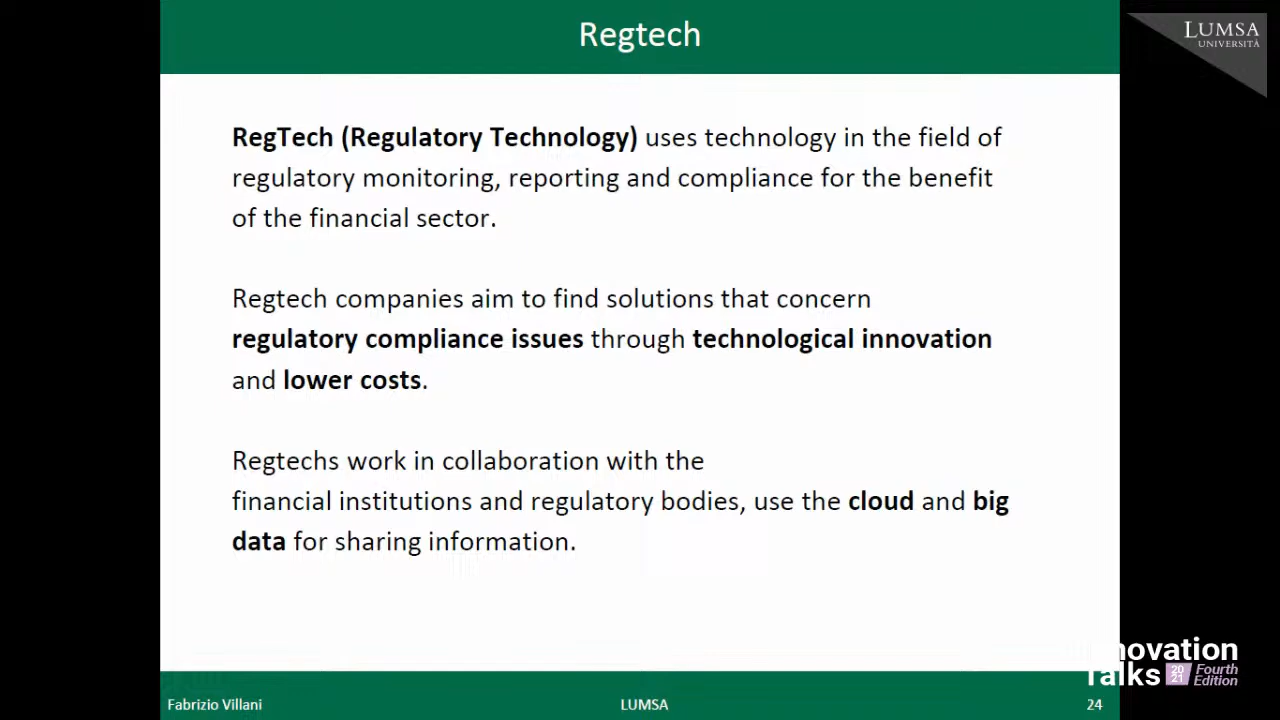 Regtech
LUMSA
UNIVERSITÀ
RegTech (Regulatory Technology) uses technology in the field of
regulatory monitoring, reporting and compliance for the benefit
of the financial sector.
Regtech companies aim to find solutions that concern
regulatory compliance issues through technological innovation
and lower costs.
Regtechs work in collaboration with the
financial institutions and regulatory bodies, use the cloud and big
data for sharing information.
Innovation
Talks 20 21 Fourth Edition
Fabrizio Villani LUMSA 24